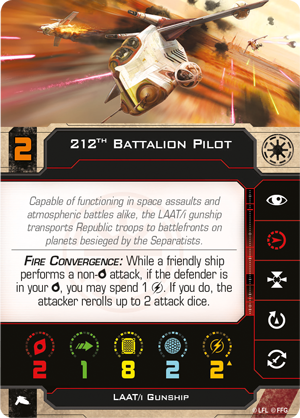 212TH BATTALION PILOT
2
Capable of functioning in space assaults and
atmospheric battles alike, the LAAT/i gunship
transports Republic troops to battlefronts on
planets besieged by the Separatists.
FIRE CONVERGENCE: While a friendly ship
performs a non- attack, if the defender is
in your , you may spend 1 . If you do, the
attacker rerolls up to 2 attack dice.
2 1 8 2 2
LAAT/I GUNSHIP
© LFL © FFG